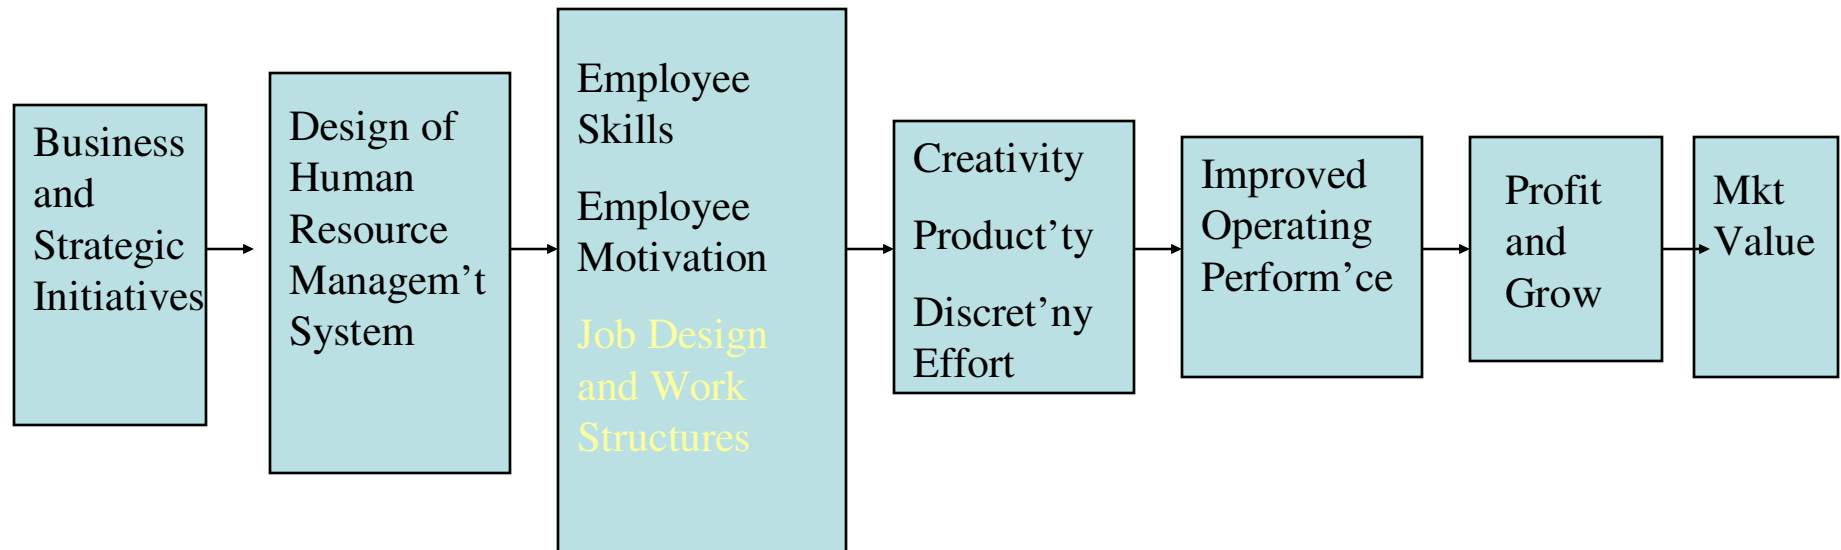 Business
and
Strategic
Initiatives
Design of
Human
Resource
Managem’t
System
Employee
Skills
Employee
Motivation
Job Design
and Work
Structures
Creativity
Product’ty
Discret’ny
Effort
Improved
Operating
Perform’ce
Profit
and
Grow
Mkt
Value